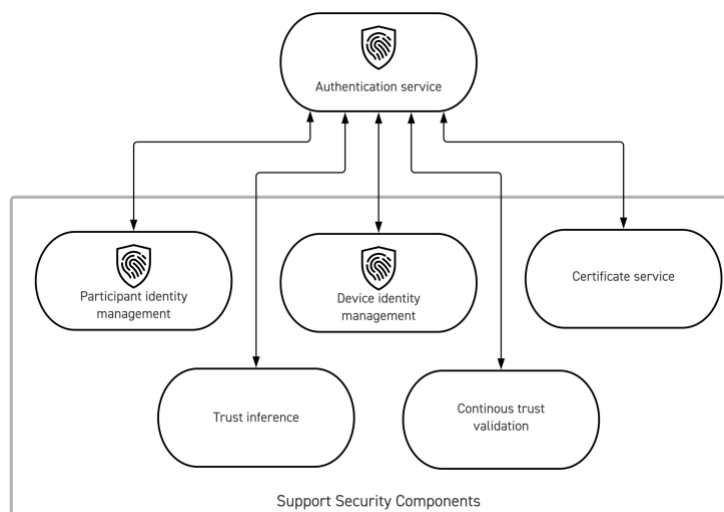 Authentication service
Participant identity
management
Device identity
management
Certificate service
Trust inference
Continous trust
validation
Support Security Components